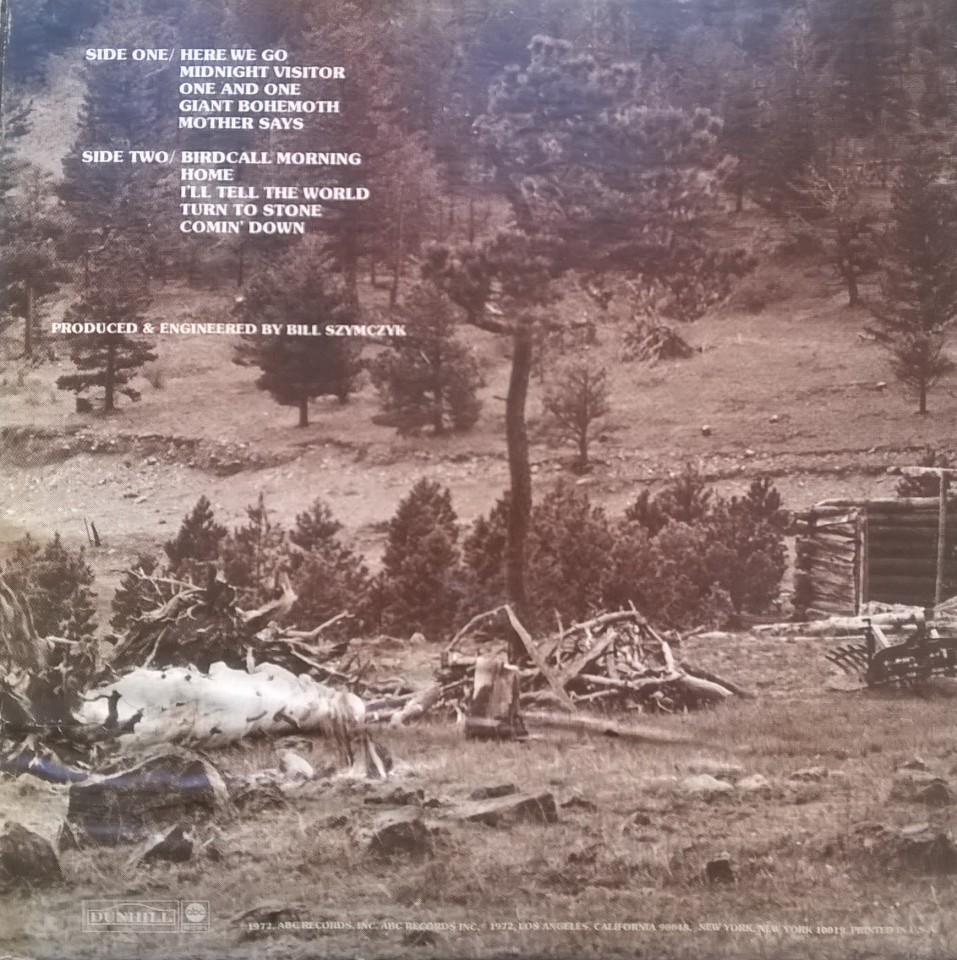 SIDE ONE/ HERE WE GO
MIDNIGHT VISITOR
ONE AND ONE
GIANT BOHEMOTH
MOTHER SAYS
SIDE TWO/ BIRDCALL MORNING
HOME
I'LL TELL THE WORLD
TURN TO STONE
COMIN' DOWN
PRODUCED & ENGINEERED BY BILL SZYMCZYK
DUNHILL abc
1972, ABC RECORDS, INC. ABC RECORDS INC. 1972, LOS ANGELES, CALIFORNIA 90048. NEW YORK, NEW YORK 10019. PRINTED IN U.S.A.